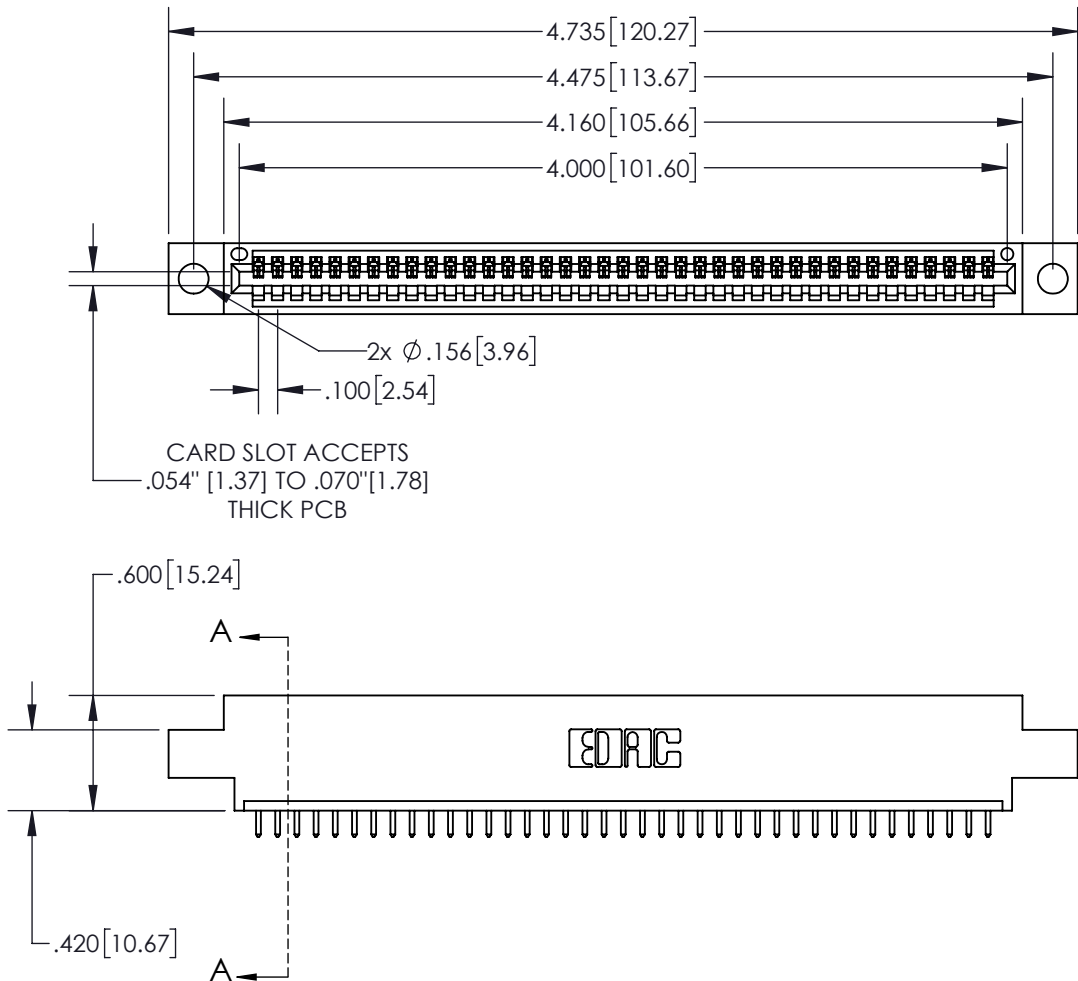 4.735[120.27]
4.475[113.67]
4.160[105.66]
4.000[101.60]
2x Ø.156[3.96]
.100[2.54]
CARD SLOT ACCEPTS
.054" [1.37] TO .070"[1.78]
THICK PCB
.600[15.24]
A
EDAC
.420[10.67]
A